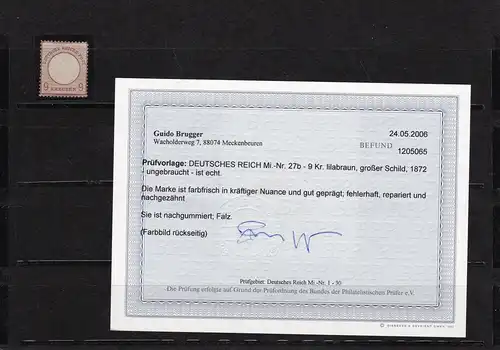 9 9
KREUZER
Guido Brugger
Wacholderweg 7, 88074 Meckenbeuren
24.05.2006
BEFUND 1205065
Prüfvorlage: DEUTSCHES REICH Mi.-Nr. 27b - 9 Kr. lilabraun, großer Schild, 1872
- ungebraucht - ist echt.
Die Marke ist farbfrisch in kräftiger Nuance und gut geprägt; fehlerhaft, repariert und
nachgezähnt
Sie ist nachgummiert; Falz.
(Farbbild rückseitig)
Prüfgebiet: Deutsches Reich Mi.-Nr. 1 - 30
Die Prüfung erfolgte auf Grund der Prüfordnung des Bundes der Philatelistischen Prüfer e.V.